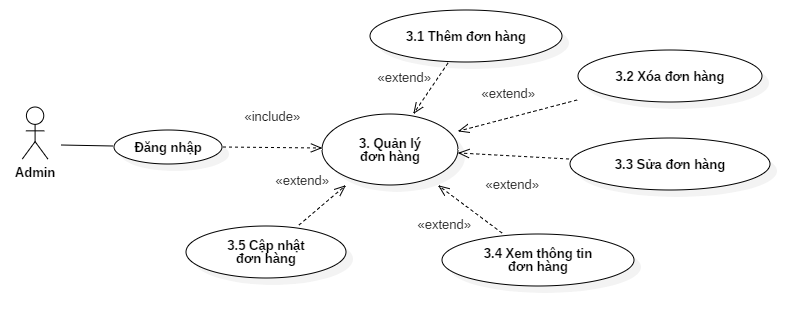 3.1 Thêm đơn hàng
«extend»
3.2 Xóa đơn hàng
«extend»
«include»
Admin
Đăng nhập
3. Quản lý
đơn hàng
3.3 Sửa đơn hàng
«extend»
«extend»
«extend»
3.5 Cập nhật
đơn hàng
3.4 Xem thông tin
đơn hàng